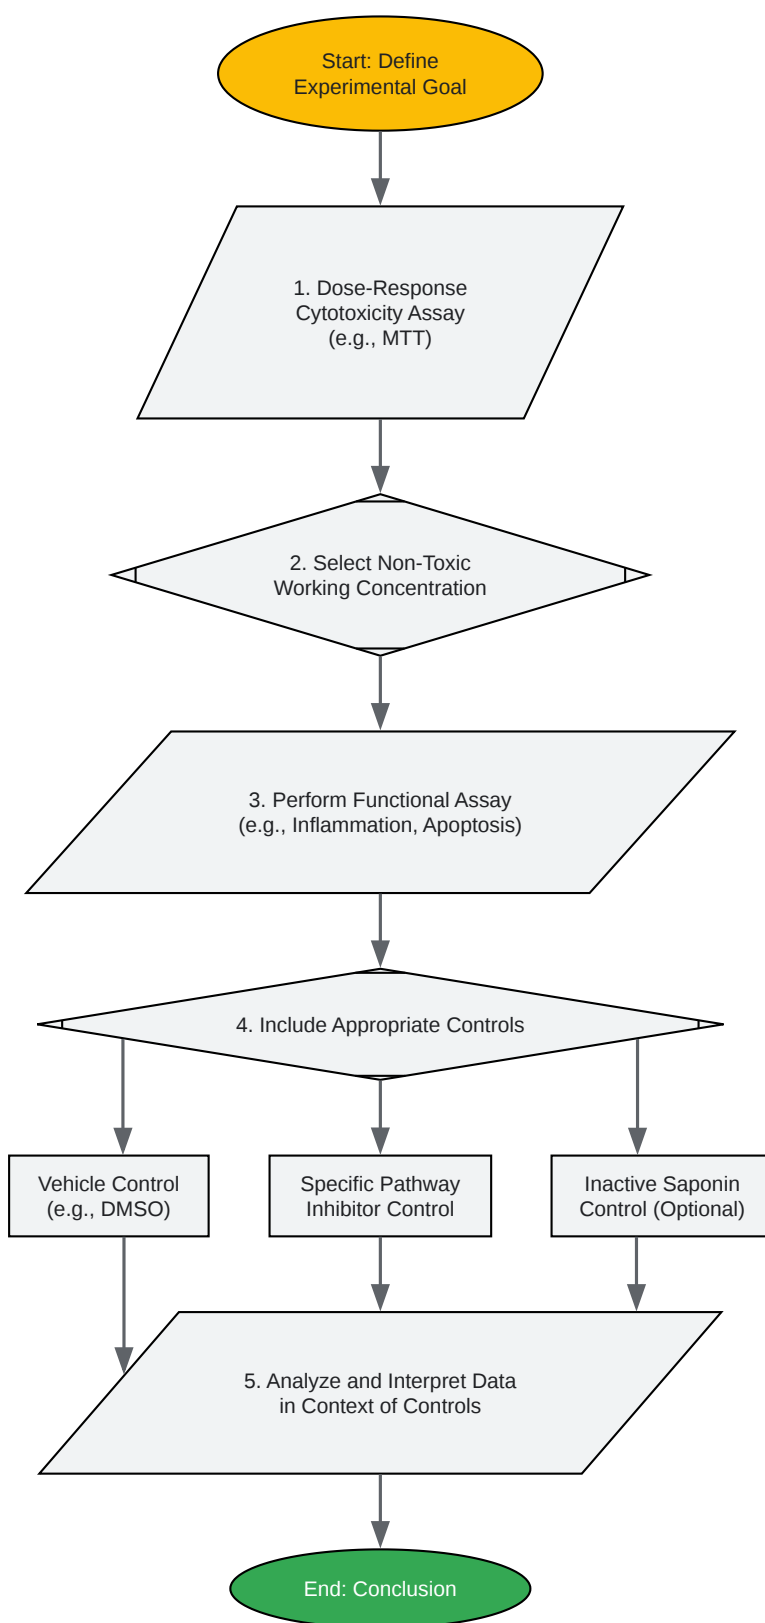 Start: Define
Experimental Goal
1. Dose-Response
Cytotoxicity Assay
(e.g., MTT)
2. Select Non-Toxic
Working Concentration
3. Perform Functional Assay
(e.g., Inflammation, Apoptosis)
4. Include Appropriate Controls
Vehicle Control
(e.g., DMSO)
Specific Pathway
Inhibitor Control
Inactive Saponin
Control (Optional)
5. Analyze and Interpret Data
in Context of Controls
End: Conclusion